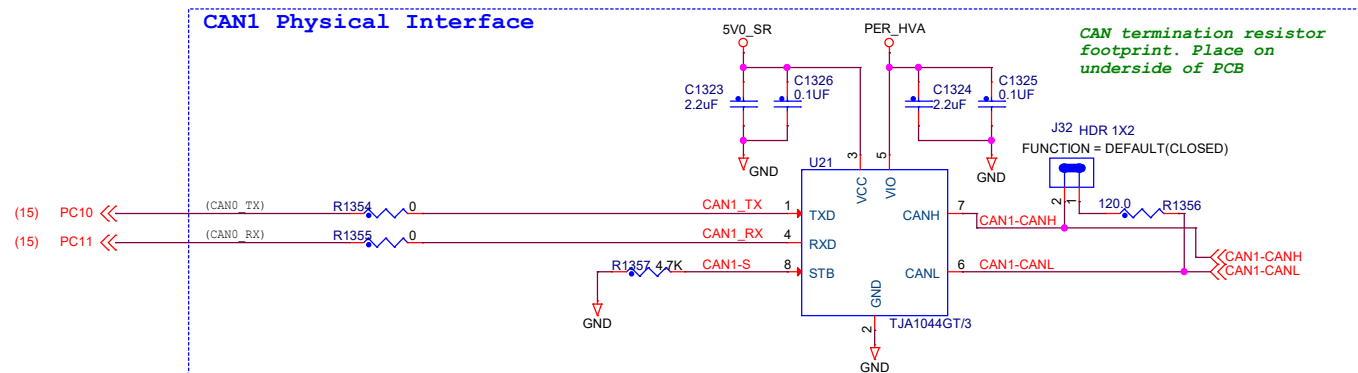 CAN1 Physical Interface
5V0_SR
PER_HVA
CAN termination resistor
footprint. Place on
underside of PCB
C1323
2.2uF
C1326
0.1UF
C1324
2.2uF
C1325
0.1UF
GND
GND
J32 HDR 1X2
FUNCTION = DEFAULT(CLOSED)
2
1
120.0
R1356
U21
3
5
VCC
VIO
(15) PC10
(CAN0_TX)
R1354
0
CAN1_TX
1
TXD
CANH
7
CAN1-CANH
(15) PC11
(CAN0_RX)
R1355
0
CAN1_RX
4
RXD
R1357
4.7K
CAN1-S
8
STB
CANL
6
CAN1-CANL
CAN1-CANH
CAN1-CANL
GND
GND
2
TJA1044GT/3
GND